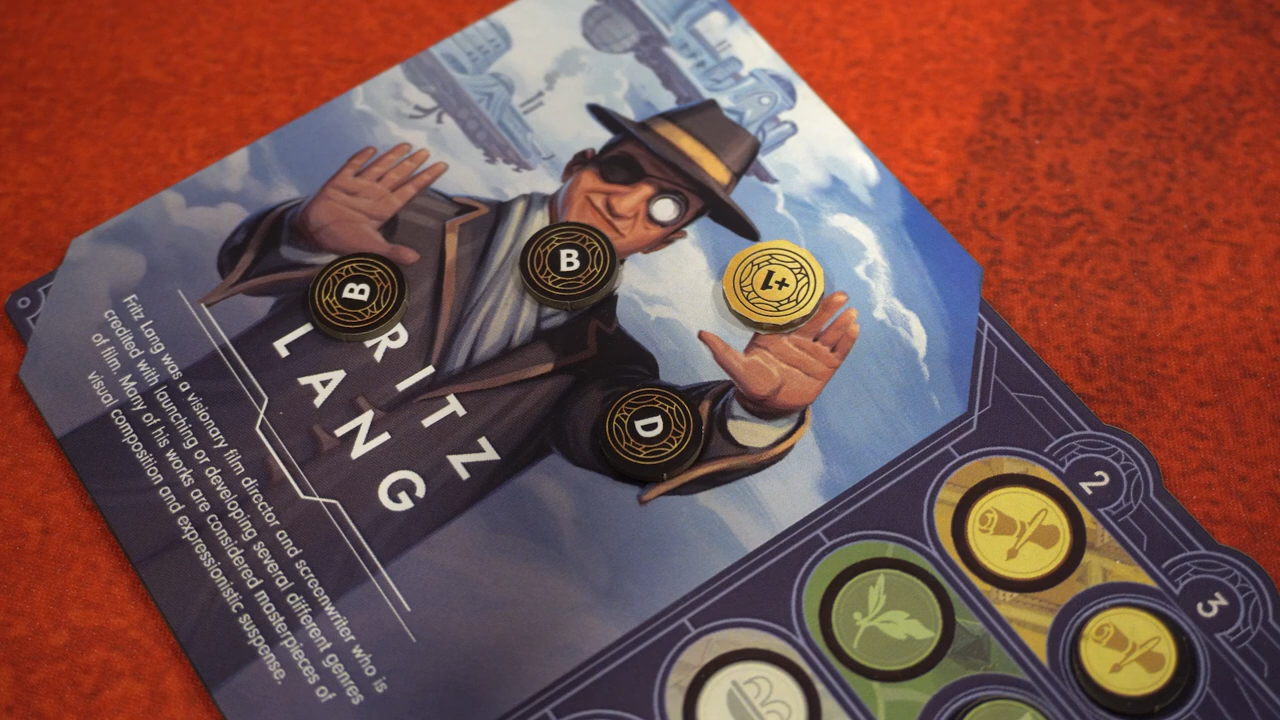 B
B
+1
D
RITZ
LANG
Fritz Lang was a visionary film director and screenwriter who is
credited with launching or developing several different genres
of film. Many of his works are considered masterpieces of
visual composition and expressionistic suspense.
2
3